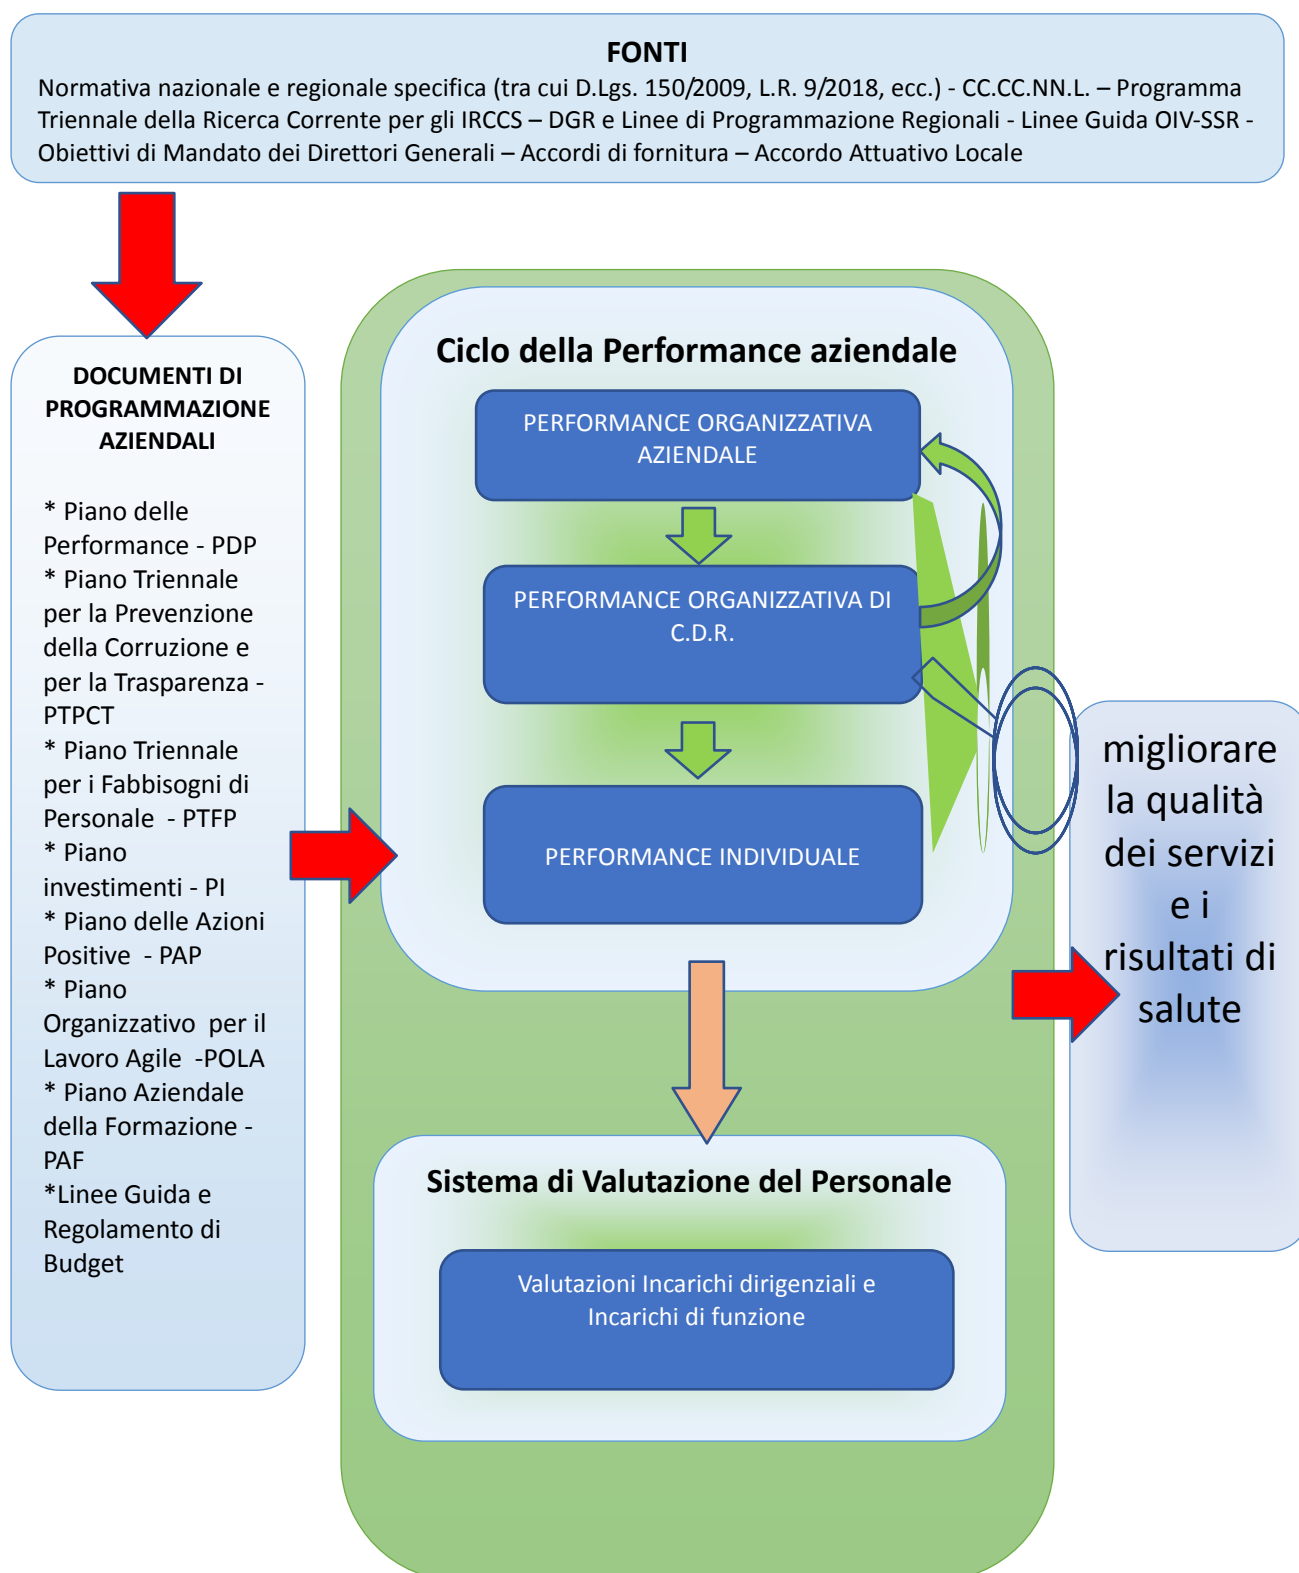 FONTI
Normativa nazionale e regionale specifica (tra cui D.Lgs. 150/2009, L.R. 9/2018, ecc.) - CC.CC.NN.L. – Programma
Triennale della Ricerca Corrente per gli IRCCS – DGR e Linee di Programmazione Regionali - Linee Guida OIV-SSR -
Obiettivi di Mandato dei Direttori Generali – Accordi di fornitura – Accordo Attuativo Locale
DOCUMENTI DI
PROGRAMMAZIONE
AZIENDALI
* Piano delle
Performance - PDP
* Piano Triennale
per la Prevenzione
della Corruzione e
per la Trasparenza -
PTPCT
* Piano Triennale
per i Fabbisogni di
Personale - PTFP
* Piano
investimenti - PI
* Piano delle Azioni
Positive - PAP
* Piano
Organizzativo per il
Lavoro Agile -POLA
* Piano Aziendale
della Formazione -
PAF
*Linee Guida e
Regolamento di
Budget
Ciclo della Performance aziendale
PERFORMANCE ORGANIZZATIVA
AZIENDALE
PERFORMANCE ORGANIZZATIVA DI
C.D.R.
PERFORMANCE INDIVIDUALE
Sistema di Valutazione del Personale
Valutazioni Incarichi dirigenziali e
Incarichi di funzione
migliorare
la qualità
dei servizi
e i
risultati di
salute